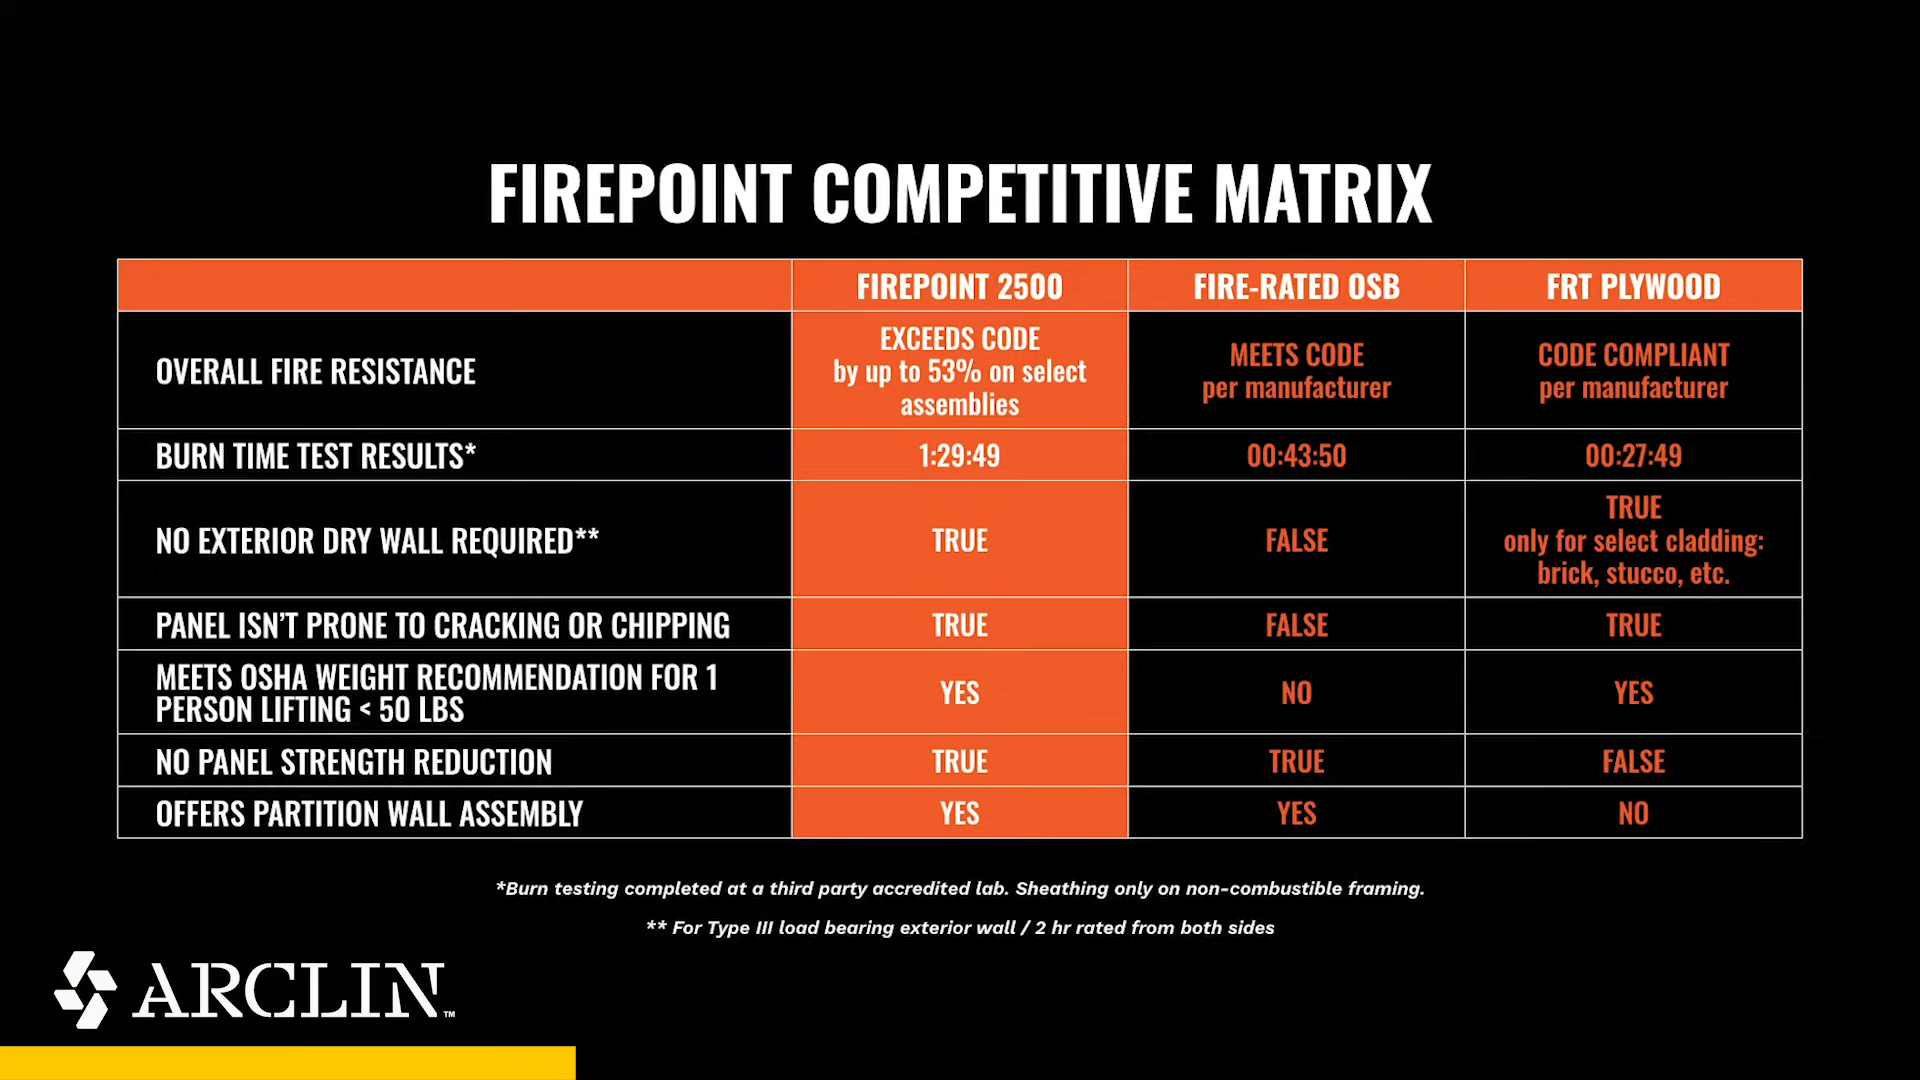 FIREPOINT COMPETITIVE MATRIX
FIREPOINT 2500
FIRE-RATED OSB
FRT PLYWOOD
OVERALL FIRE RESISTANCE
EXCEEDS CODE
by up to 53% on select
assemblies
MEETS CODE
per manufacturer
CODE COMPLIANT
per manufacturer
BURN TIME TEST RESULTS*
1:29:49
00:43:50
00:27:49
NO EXTERIOR DRY WALL REQUIRED**
TRUE
FALSE
TRUE
only for select cladding:
brick, stucco, etc.
PANEL ISN'T PRONE TO CRACKING OR CHIPPING
TRUE
FALSE
TRUE
MEETS OSHA WEIGHT RECOMMENDATION FOR 1
PERSON LIFTING < 50 LBS
YES
NO
YES
NO PANEL STRENGTH REDUCTION
TRUE
TRUE
FALSE
OFFERS PARTITION WALL ASSEMBLY
YES
YES
NO
*Burn testing completed at a third party accredited lab. Sheathing only on non-combustible framing.
** For Type III load bearing exterior wall / 2 hr rated from both sides
ARCLIN™